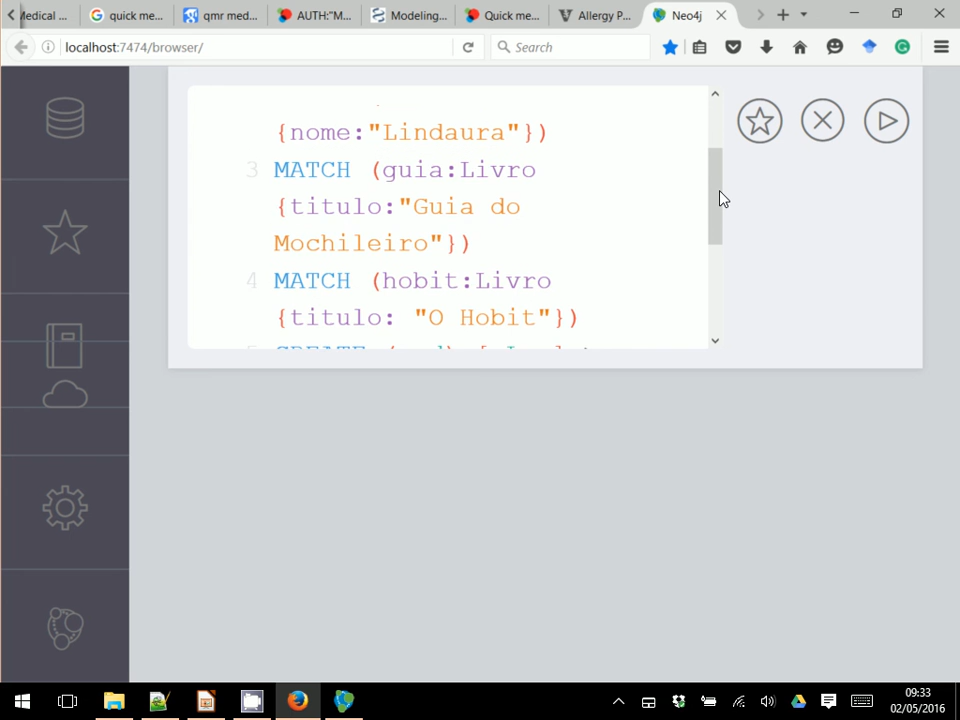 Medical ...
quick me...
qmr med...
AUTH:"M...
Modeling...
Quick me...
Allergy P...
Neo4j
localhost:7474/browser/
Search
{nome:"Lindaura"})
3 MATCH (guia:Livro
{titulo:"Guia do
Mochileiro"})
4 MATCH (hobit:Livro
{titulo: "O Hobit"})
09:33
02/05/2016